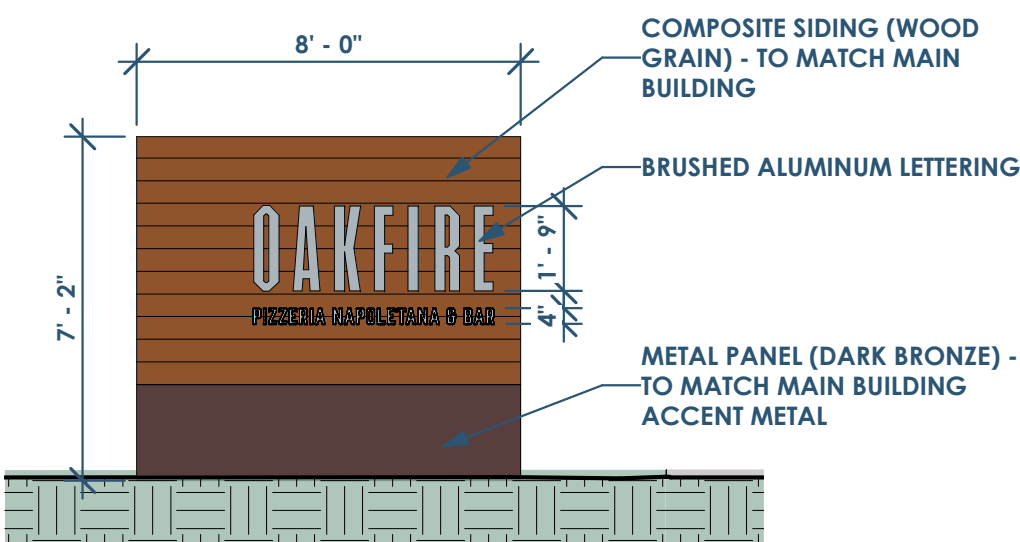 8' - 0"
COMPOSITE SIDING (WOOD
GRAIN) - TO MATCH MAIN
BUILDING
BRUSHED ALUMINUM LETTERING
OAKFIRE
1' - 9"
PIZZERIA NAPOLETANA & BAR
4"
7' - 2"
METAL PANEL (DARK BRONZE) -
TO MATCH MAIN BUILDING
ACCENT METAL